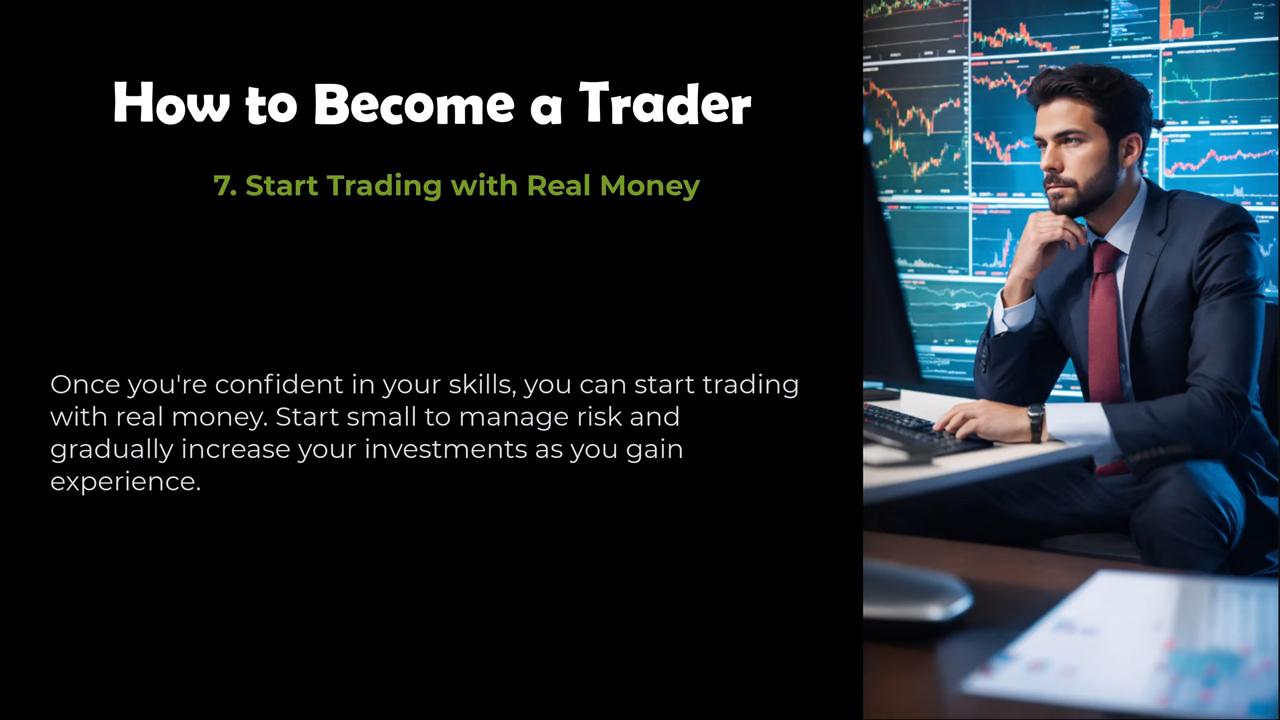 How to Become a Trader
7. Start Trading with Real Money
Once you're confident in your skills, you can start trading
with real money. Start small to manage risk and
gradually increase your investments as you gain
experience.